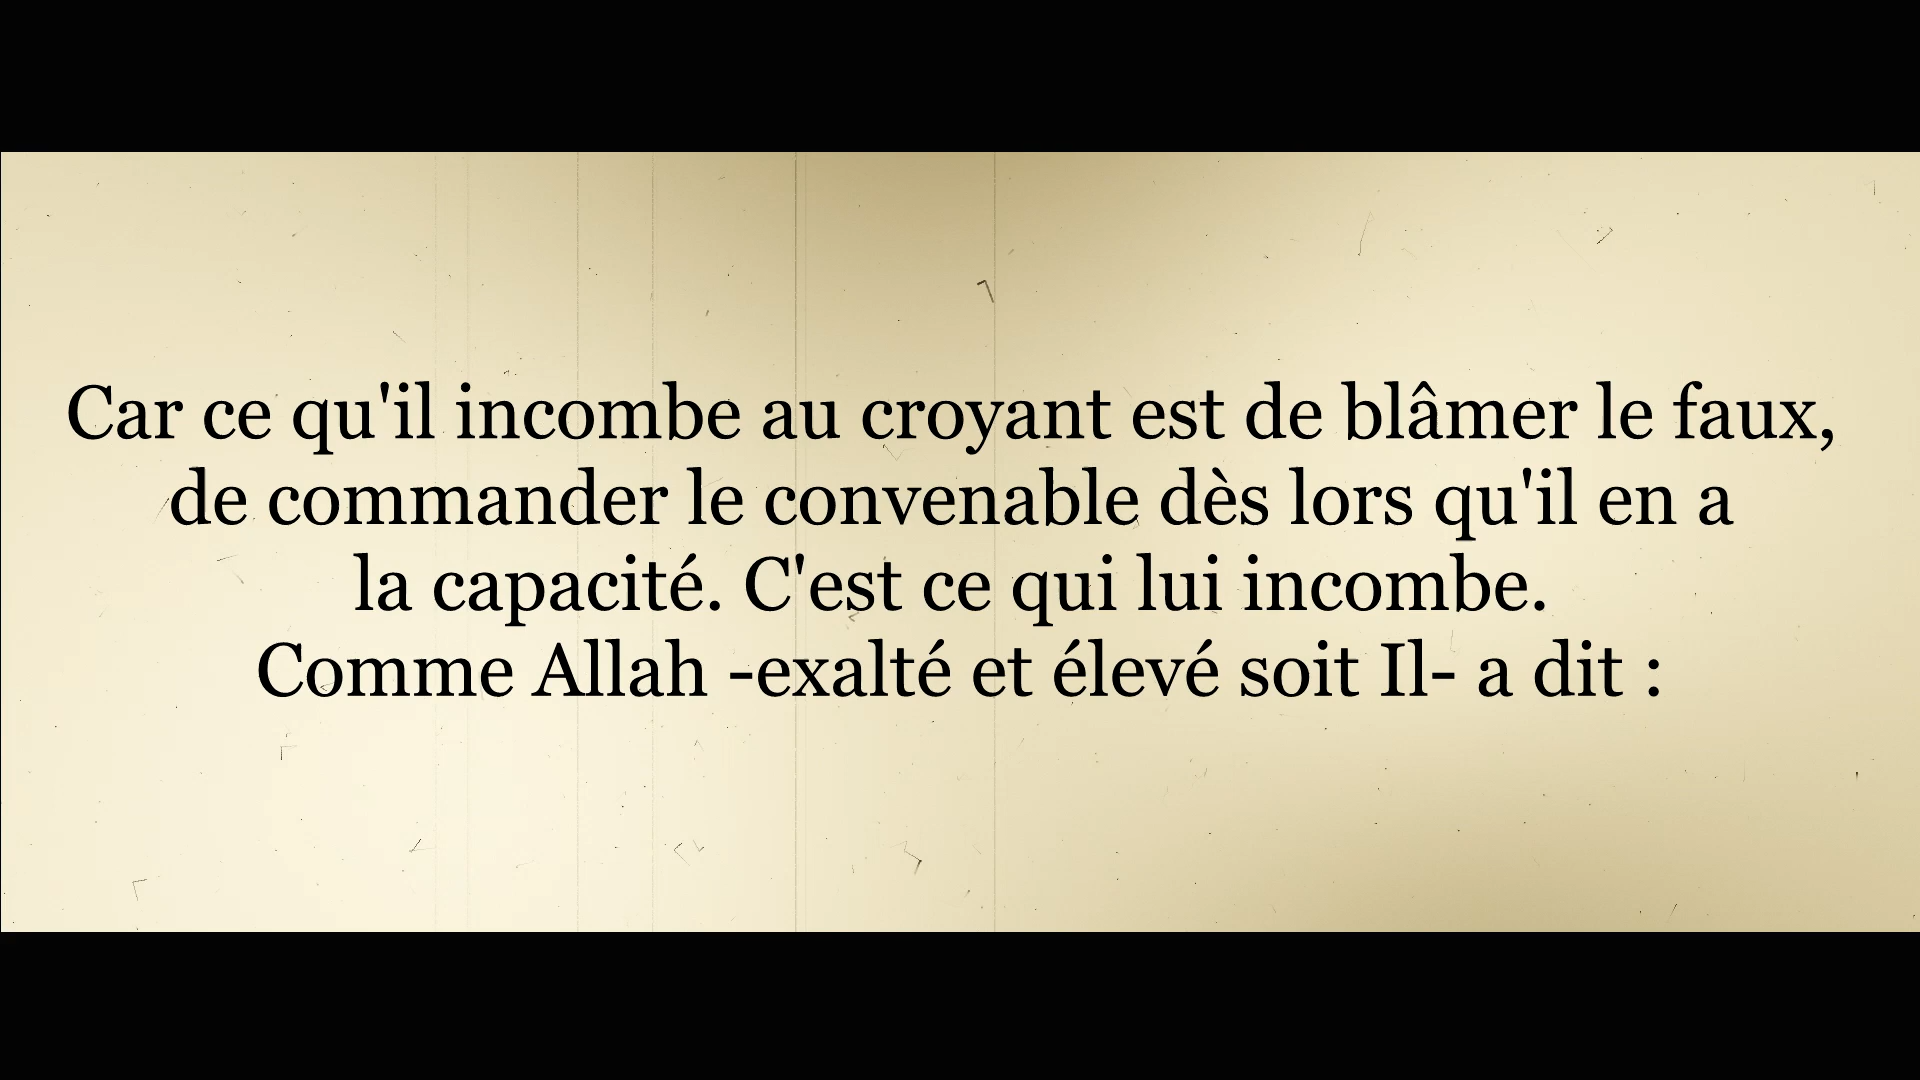 Car ce qu'il incombe au croyant est de blâmer le faux,
de commander le convenable dès lors qu'il en a
la capacité. C'est ce qui lui incombe.
Comme Allah -exalté et élevé soit Il- a dit :